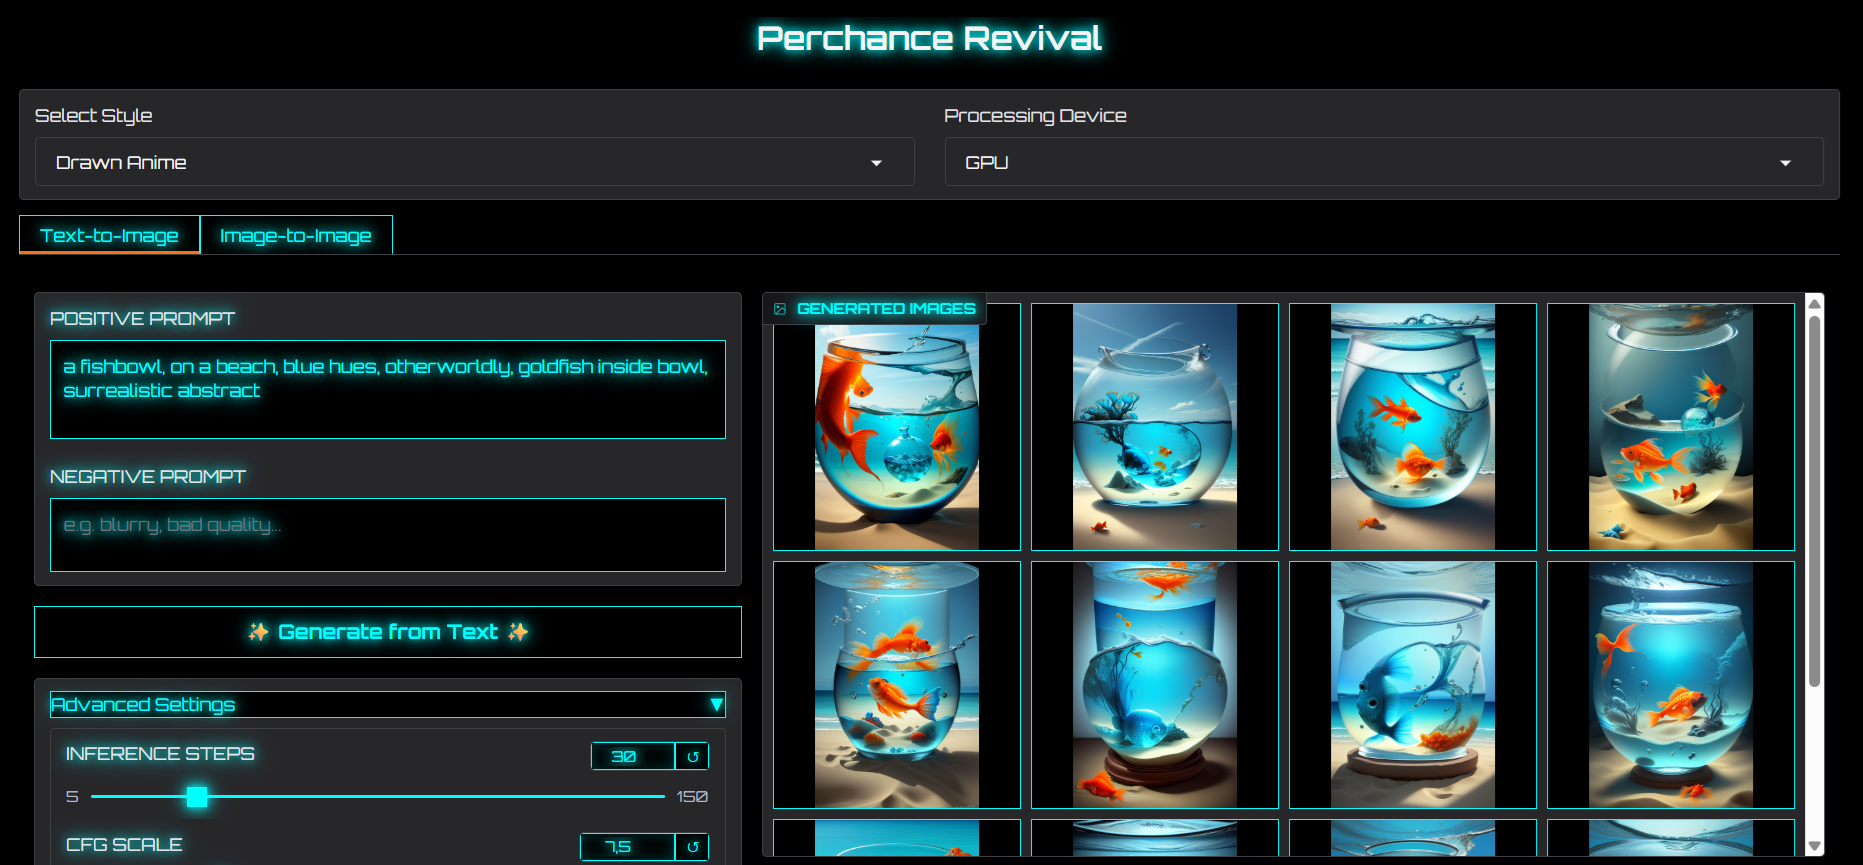 Perchance Revival
Select Style
Processing Device
Drawn Anime
GPU
Text-to-Image
Image-to-Image
POSITIVE PROMPT
a fishbowl, on a beach, blue hues, otherworldly, goldfish inside bowl,
surrealistic abstract
NEGATIVE PROMPT
e.g. blurry, bad quality...
✨ Generate from Text ✨
Advanced Settings ▼
INFERENCE STEPS
30 ↺
5
150
CFG SCALE
7,5 ↺
GENERATED IMAGES